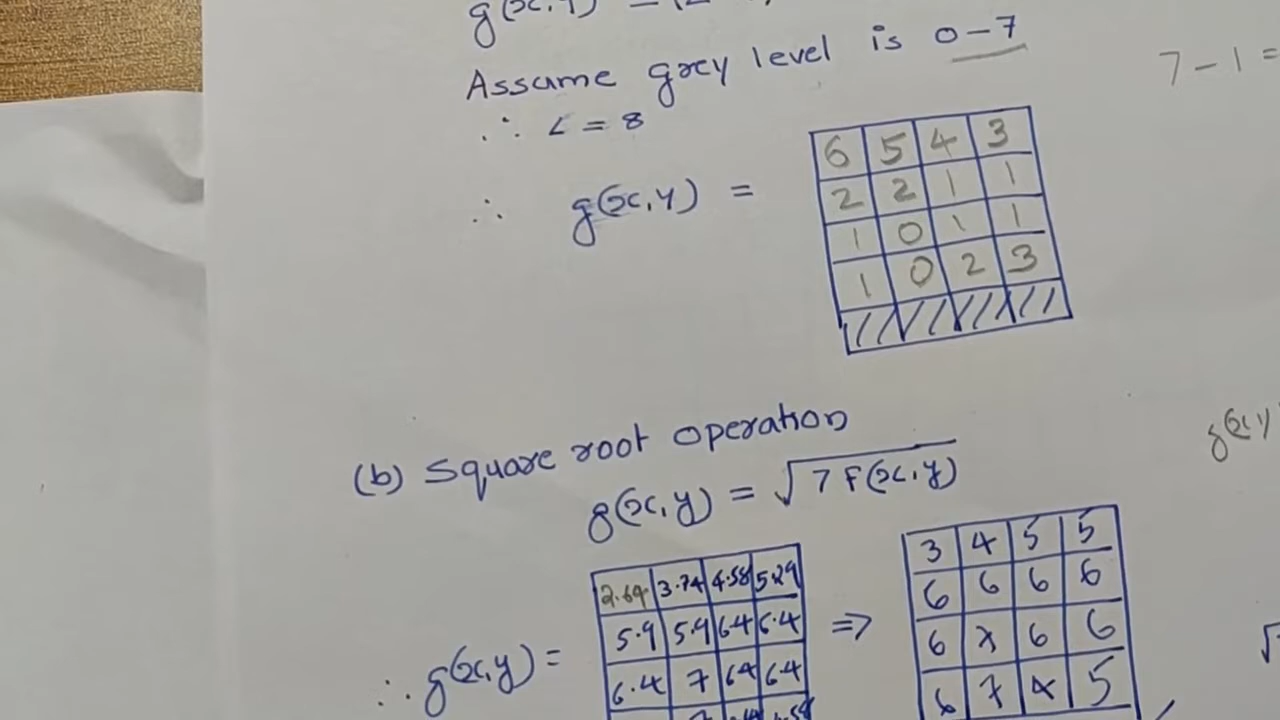 g(x,y) =
Assume grey level is 0-7
7-1 =
∴ L = 8
∴ g(x,y) =
6 5 4 3
2 2 1 1
1 0 1 1
1 0 2 3
(b) Square root operation
g(x,y) = √7 F(x,y)
g(x,y)
∴ g(x,y) =
2.64 3.74 4.58 5.29
5.9 5.9 6.4 6.4
6.4 7 6.4 6.4
⇒
3 4 5 5
6 6 6 6
6 7 6 6
6 7 4 5